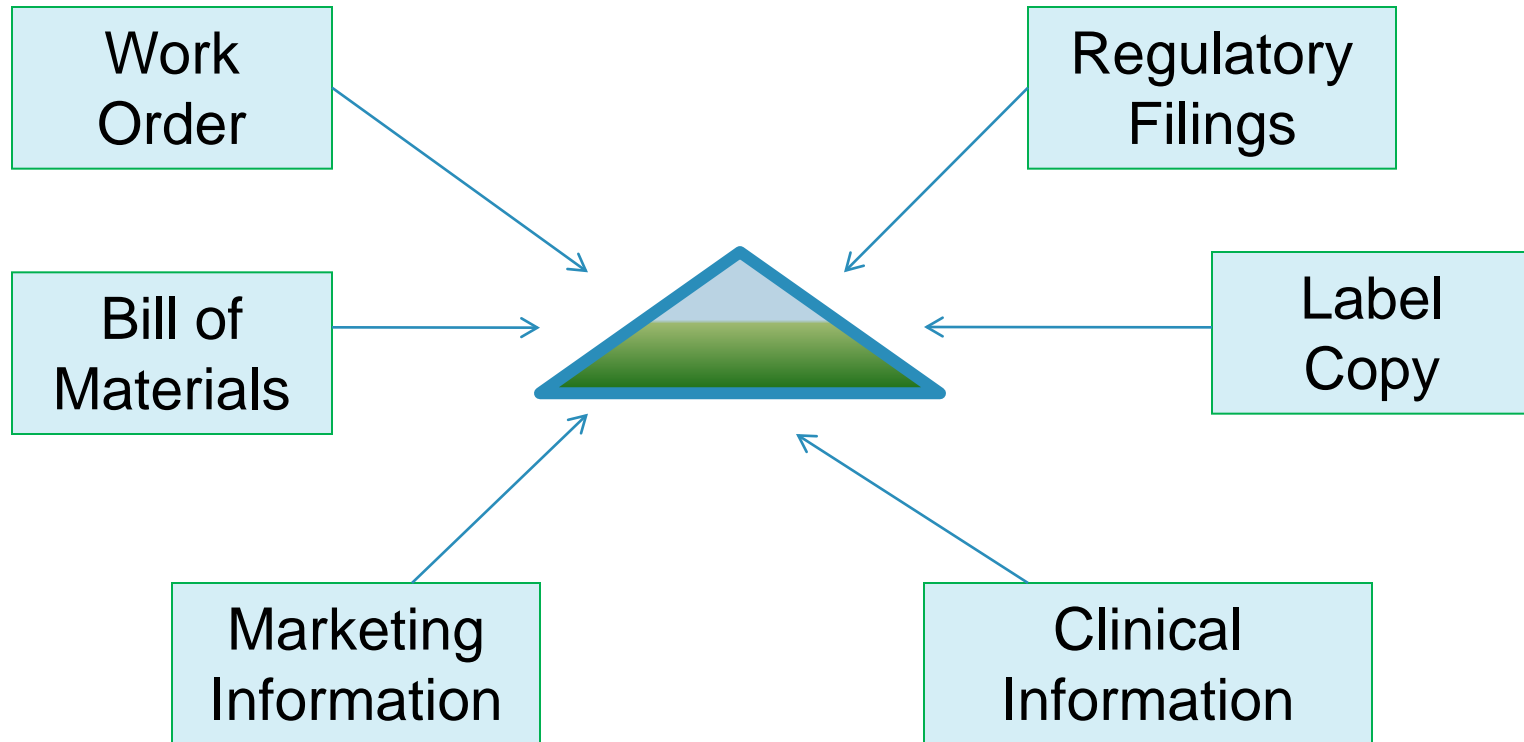 Work
Order
Regulatory
Filings
Bill of
Materials
Label
Copy
Marketing
Information
Clinical
Information